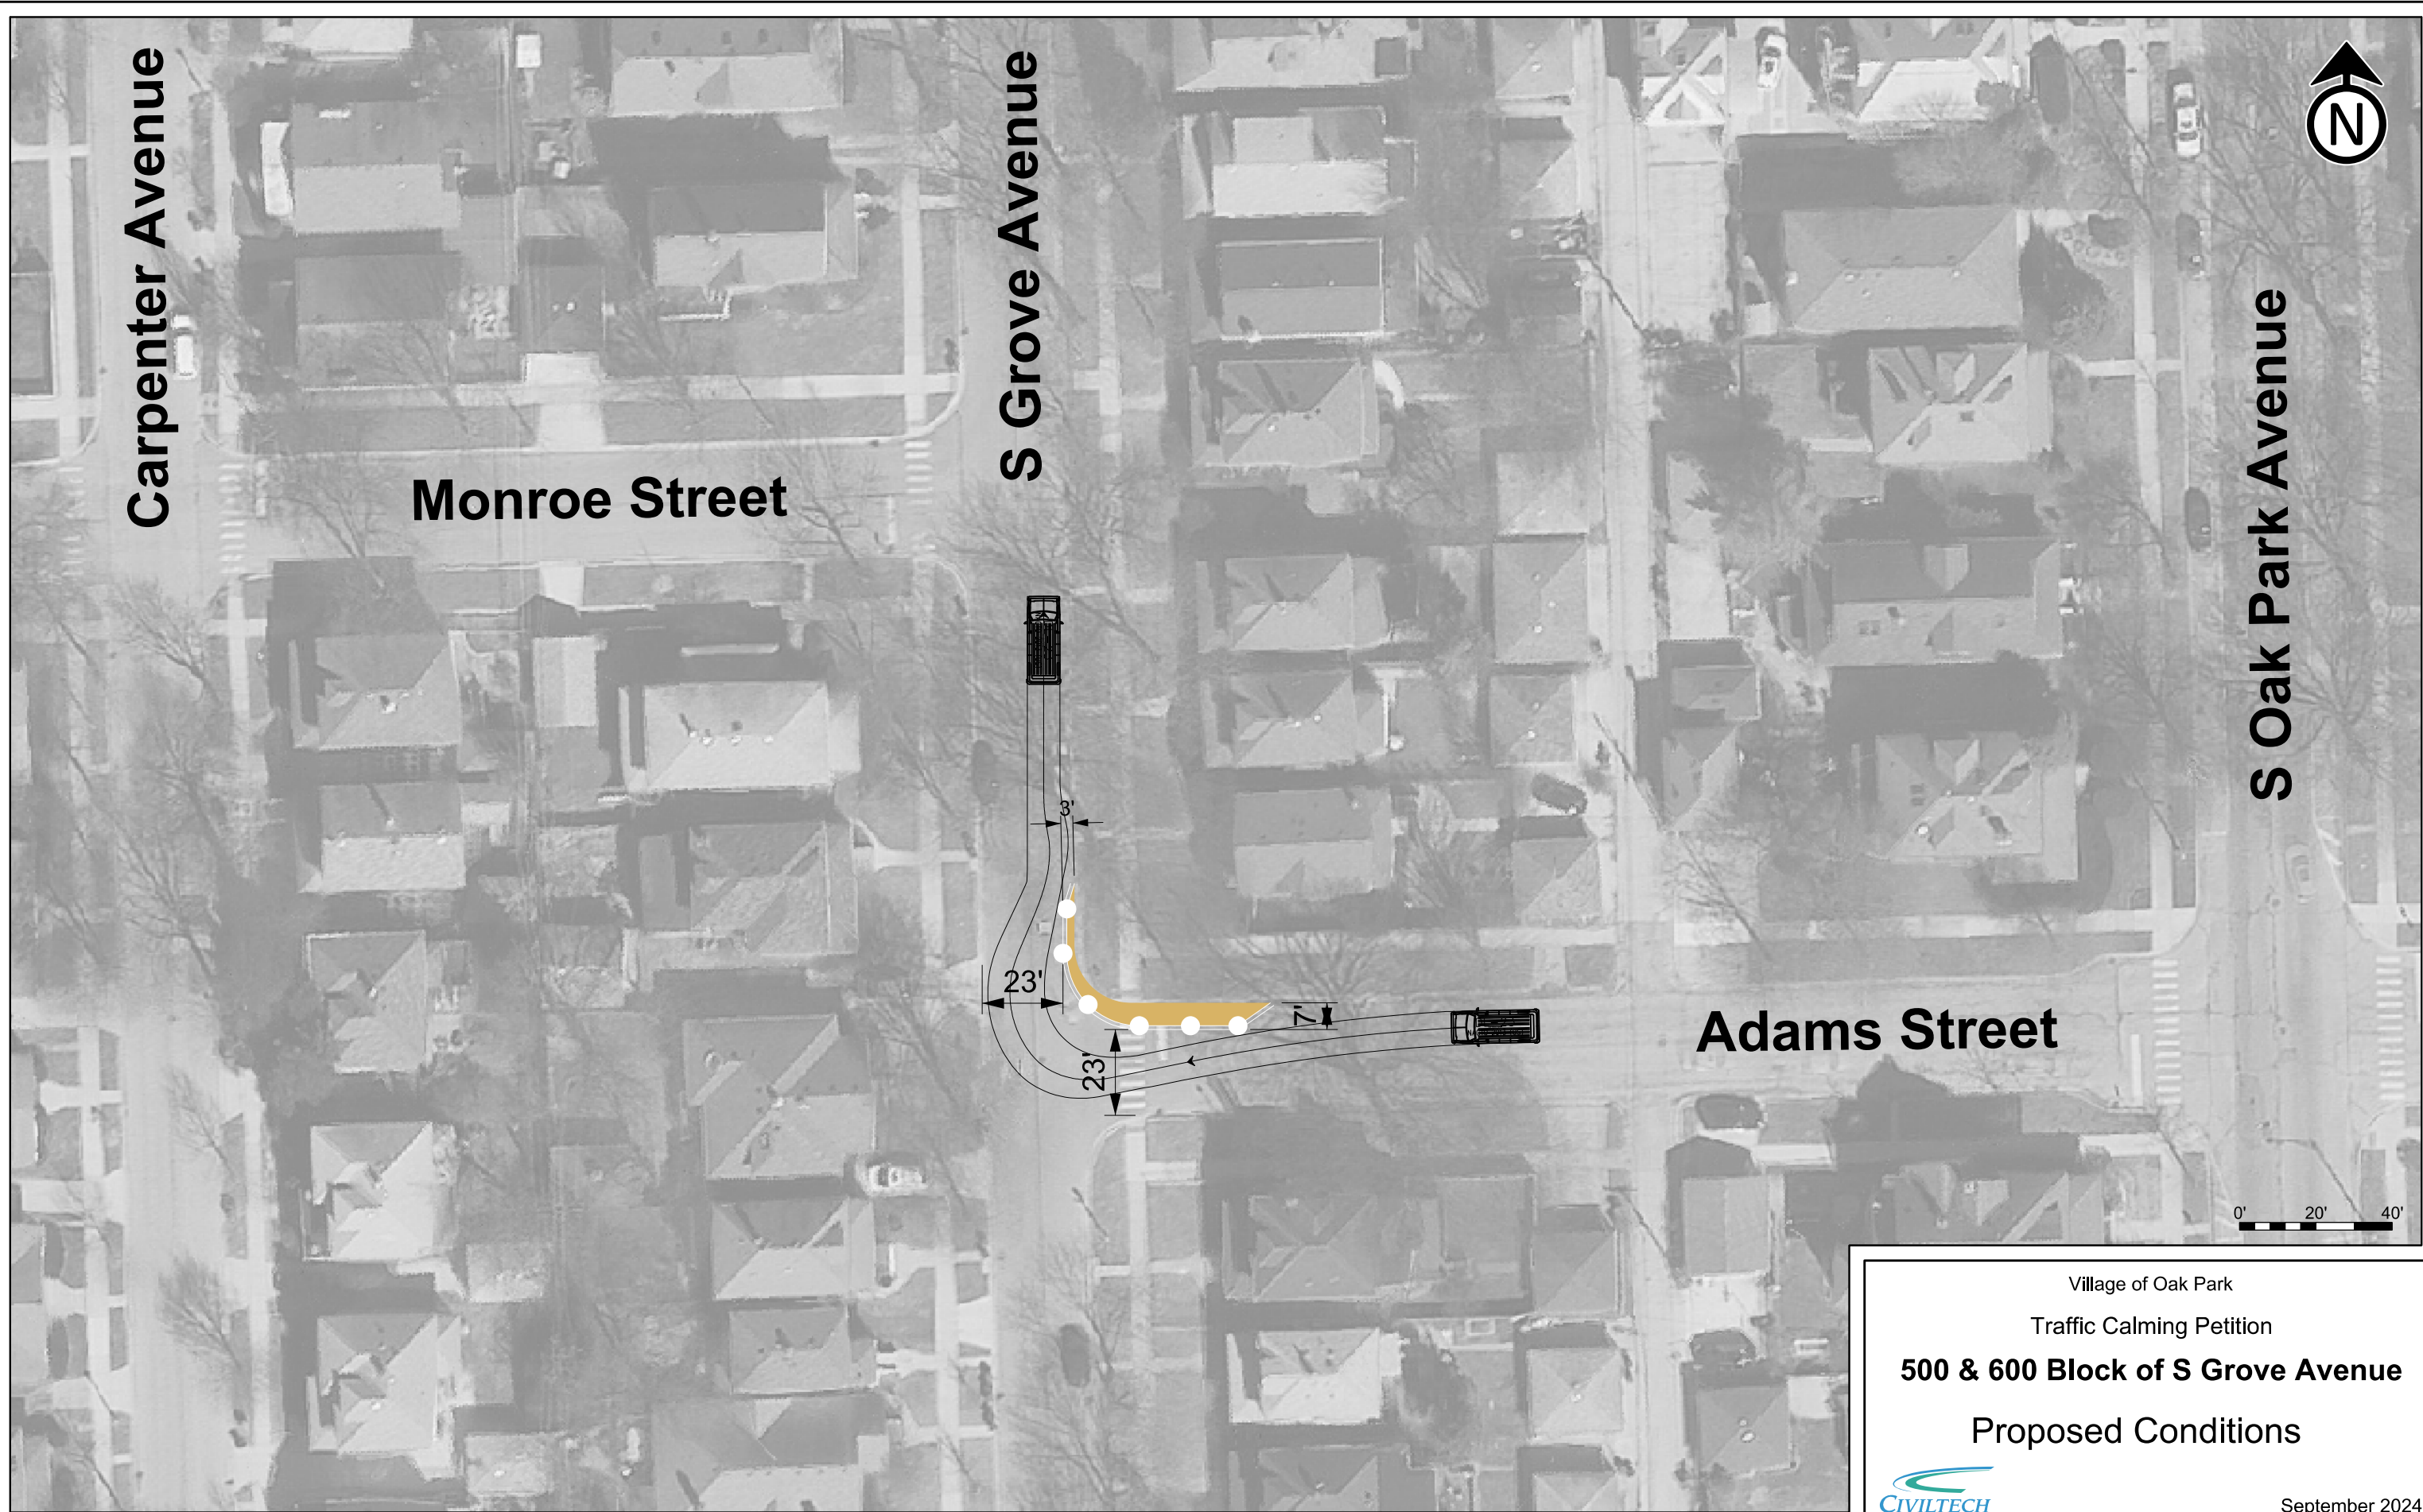 Carpenter Avenue
S Grove Avenue
N
Monroe Street
S Oak Park Avenue
3'
23'
7'
23'
Adams Street
0' 20' 40'
Village of Oak Park
Traffic Calming Petition
500 & 600 Block of S Grove Avenue
Proposed Conditions
CIVILTECH
September 2024